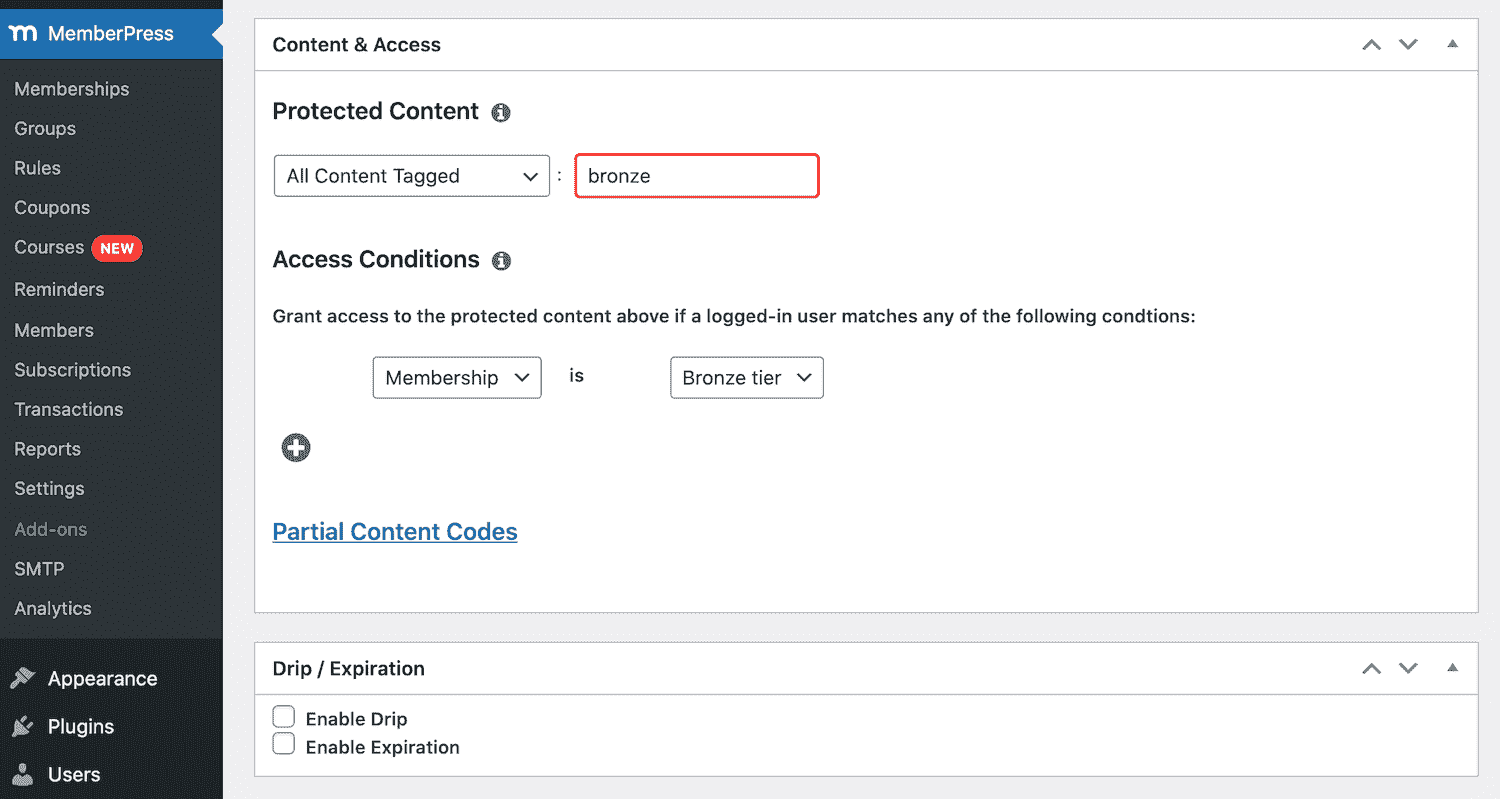 MemberPress
Memberships
Groups
Rules
Coupons
Courses NEW
Reminders
Members
Subscriptions
Transactions
Reports
Settings
Add-ons
SMTP
Analytics
Appearance
Plugins
Users
Content & Access
Protected Content
All Content Tagged : bronze
Access Conditions
Grant access to the protected content above if a logged-in user matches any of the following condtions:
Membership is Bronze tier
Partial Content Codes
Drip / Expiration
Enable Drip
Enable Expiration